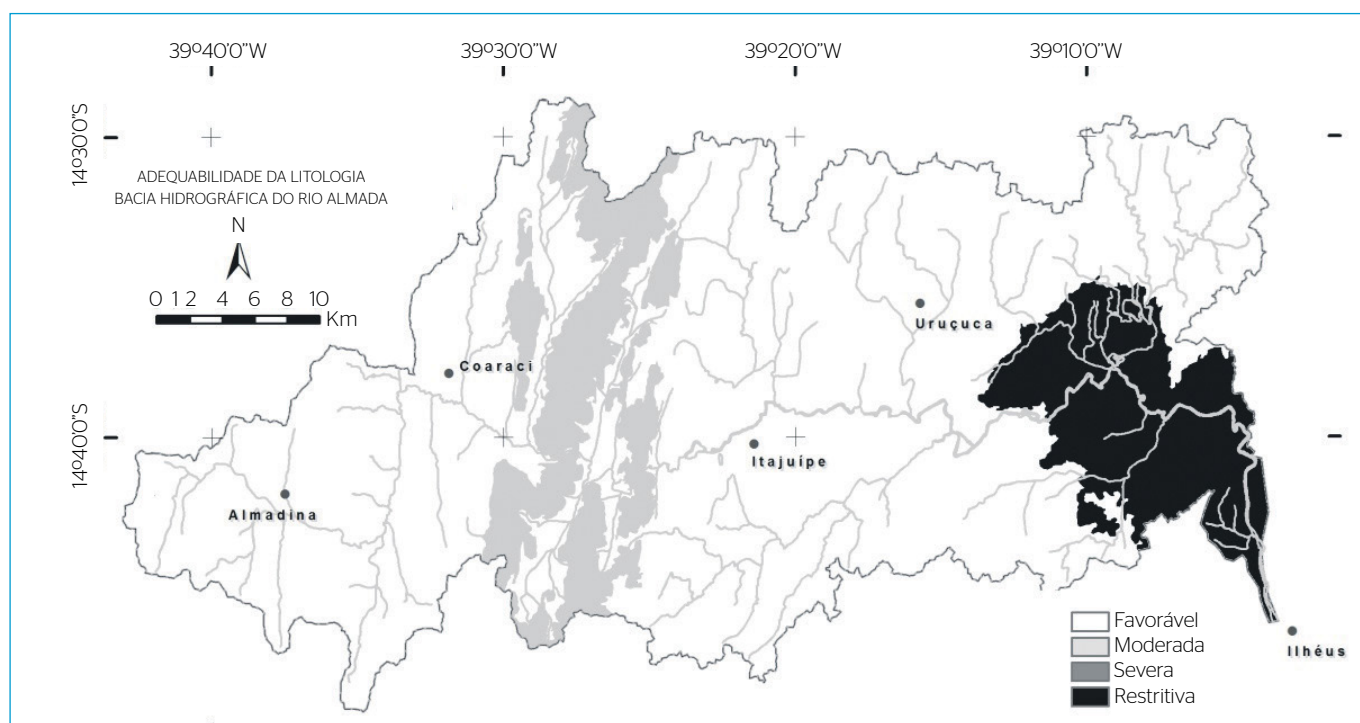 39º40'0"W 39º30'0"W 39º20'0"W 39º10'0"W
14º30'0"S
ADEQUABILIDADE DA LITOLOGIA
BACIA HIDROGRÁFICA DO RIO ALMADA
N
0 1 2 4 6 8 10
Km
Uruçuca
Coaraci
14º40'0"S
Itajuípe
Almadina
Favorável
Moderada
Severa
Restritiva
Ilhéus